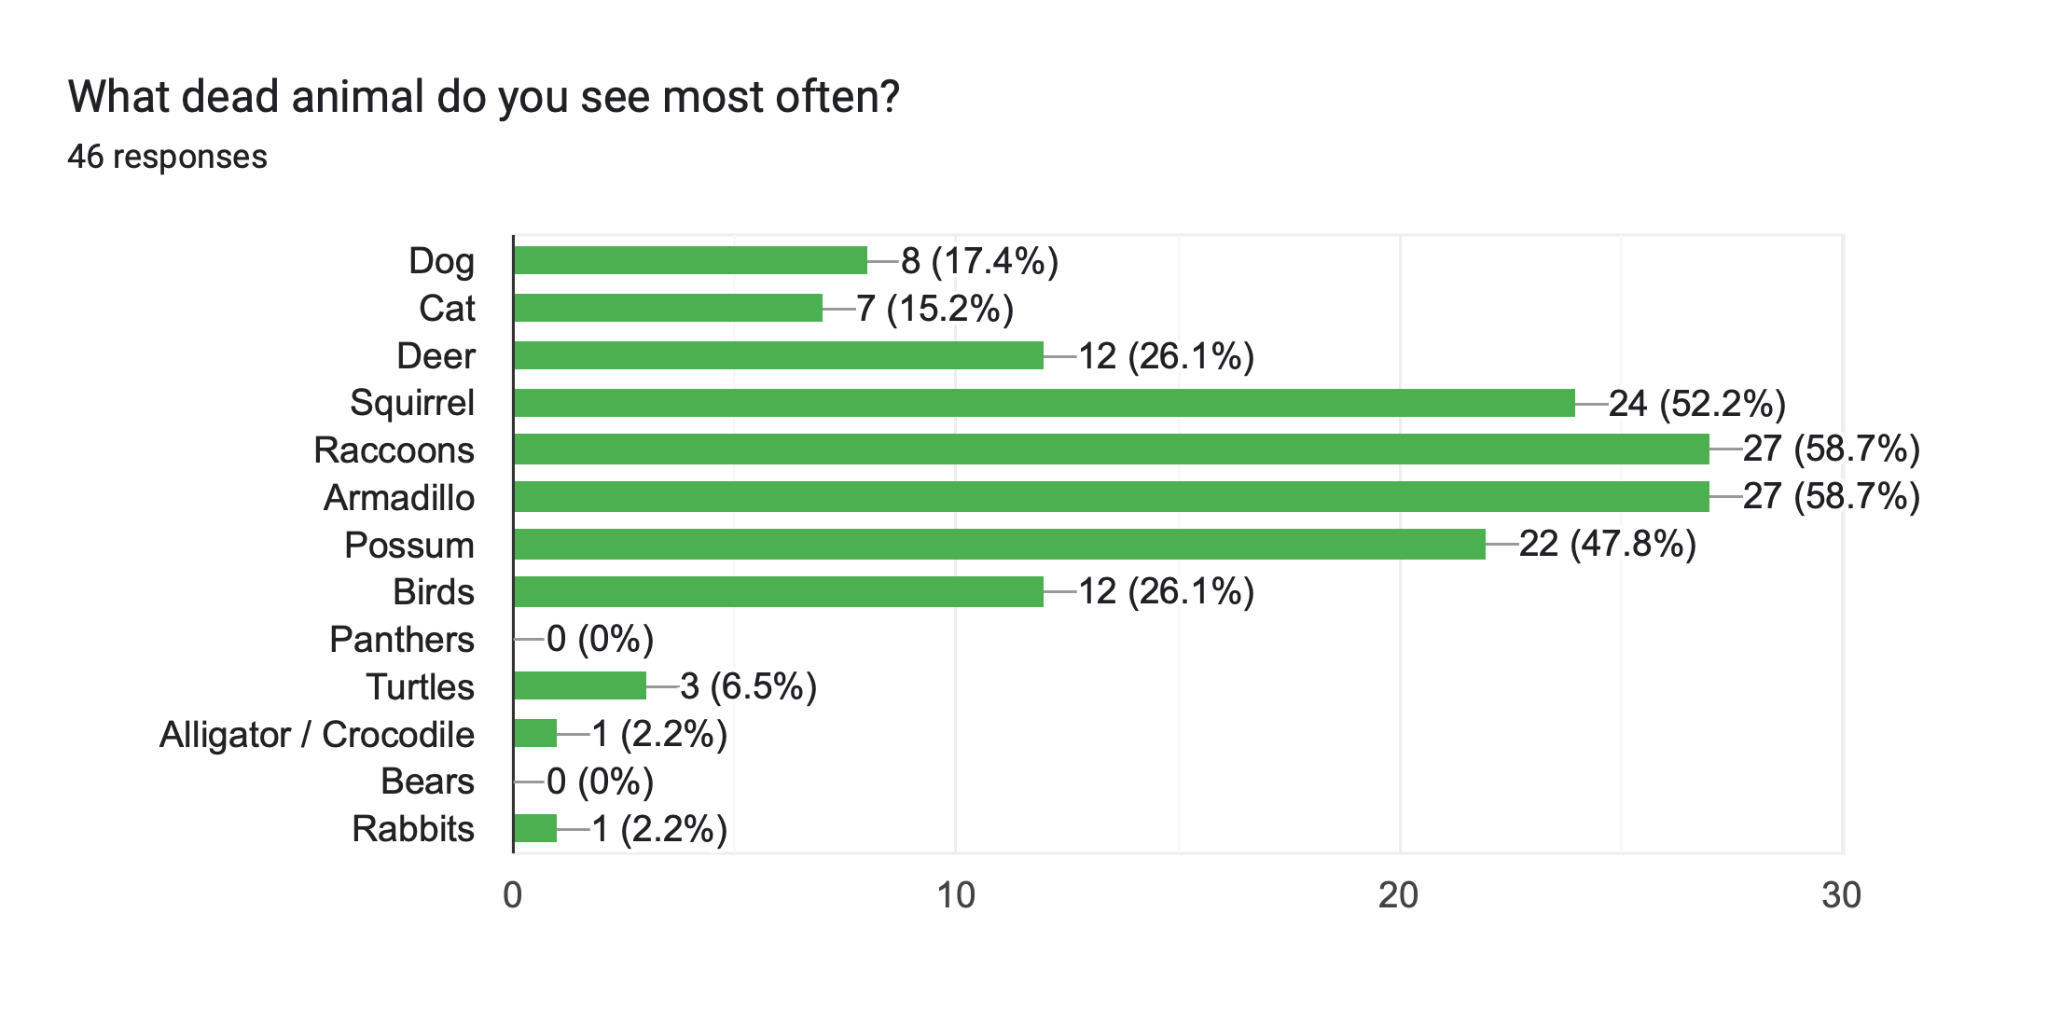 What dead animal do you see most often?
46 responses
Dog 8 (17.4%)
Cat 7 (15.2%)
Deer 12 (26.1%)
Squirrel 24 (52.2%)
Raccoons 27 (58.7%)
Armadillo 27 (58.7%)
Possum 22 (47.8%)
Birds 12 (26.1%)
Panthers 0 (0%)
Turtles 3 (6.5%)
Alligator / Crocodile 1 (2.2%)
Bears 0 (0%)
Rabbits 1 (2.2%)
0 10 20 30